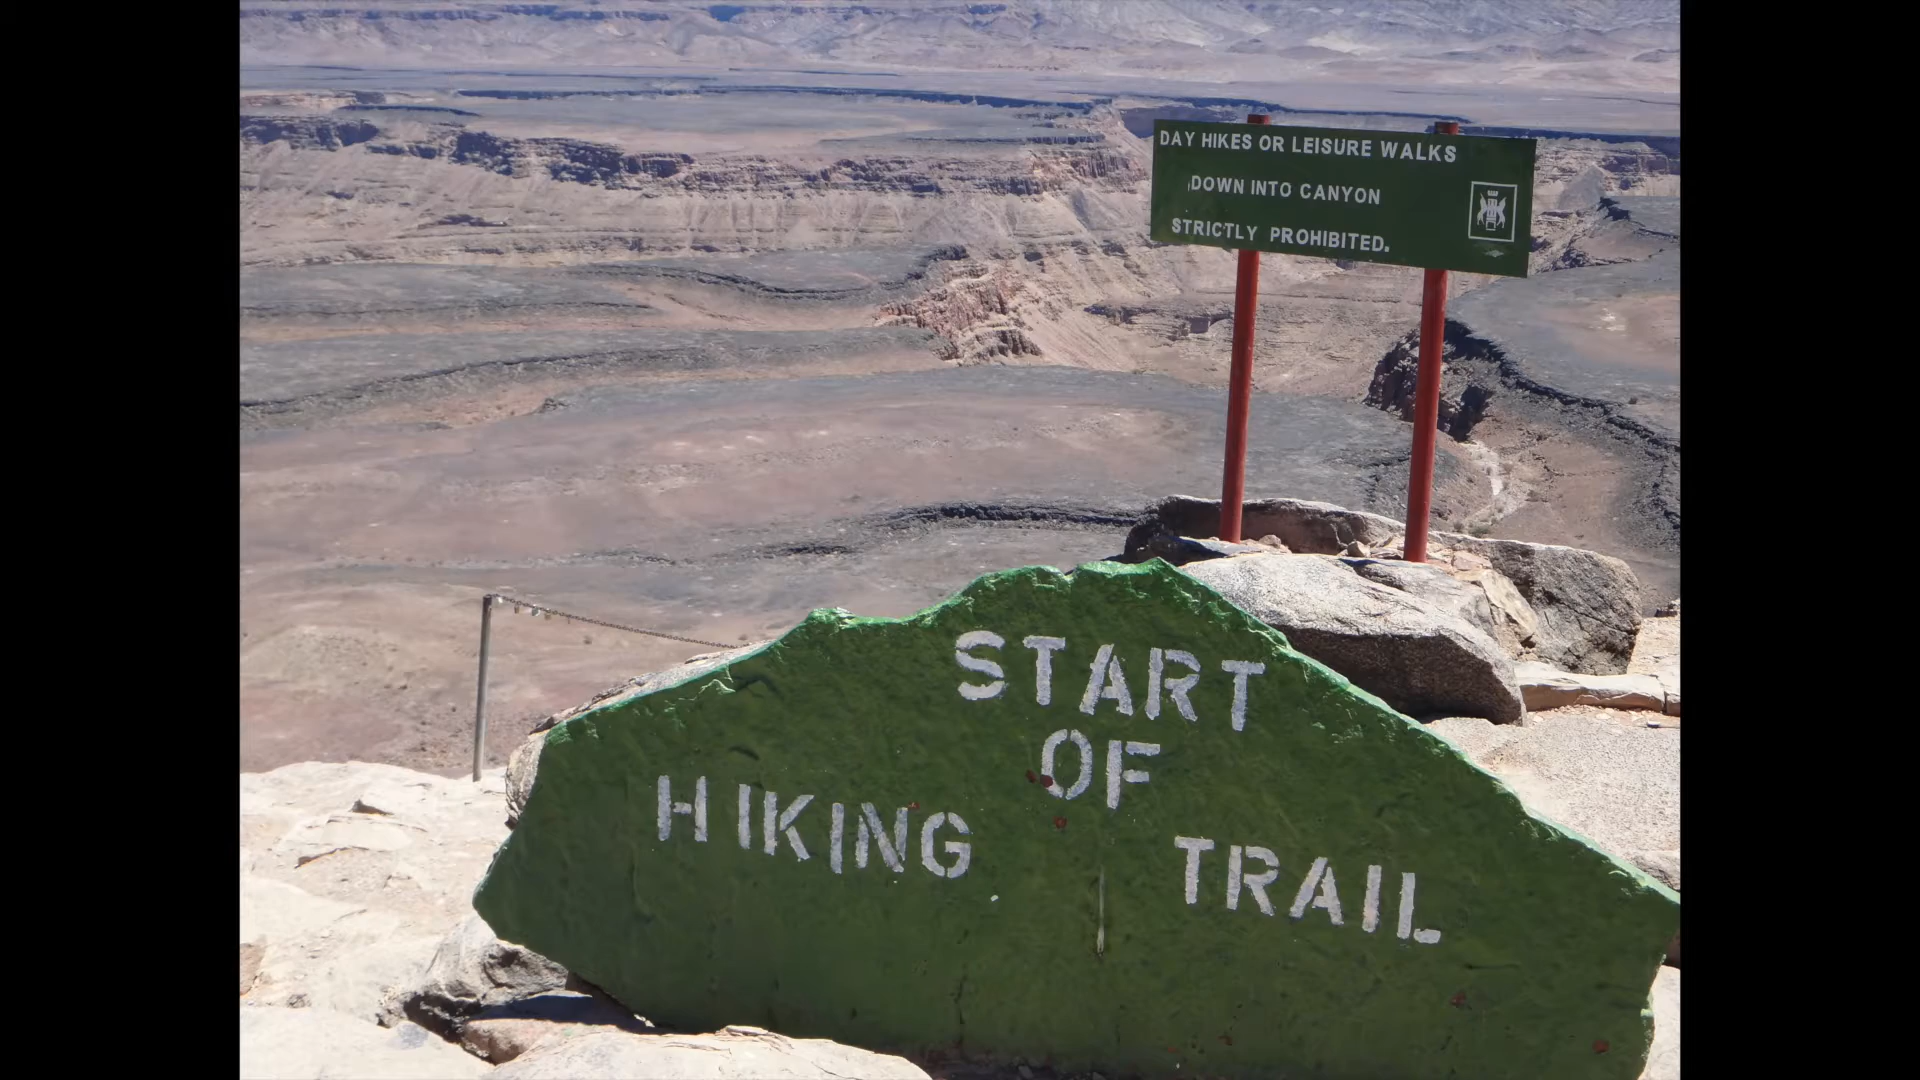 DAY HIKES OR LEISURE WALKS
DOWN INTO CANYON
STRICTLY PROHIBITED.
START
OF
HIKING TRAIL